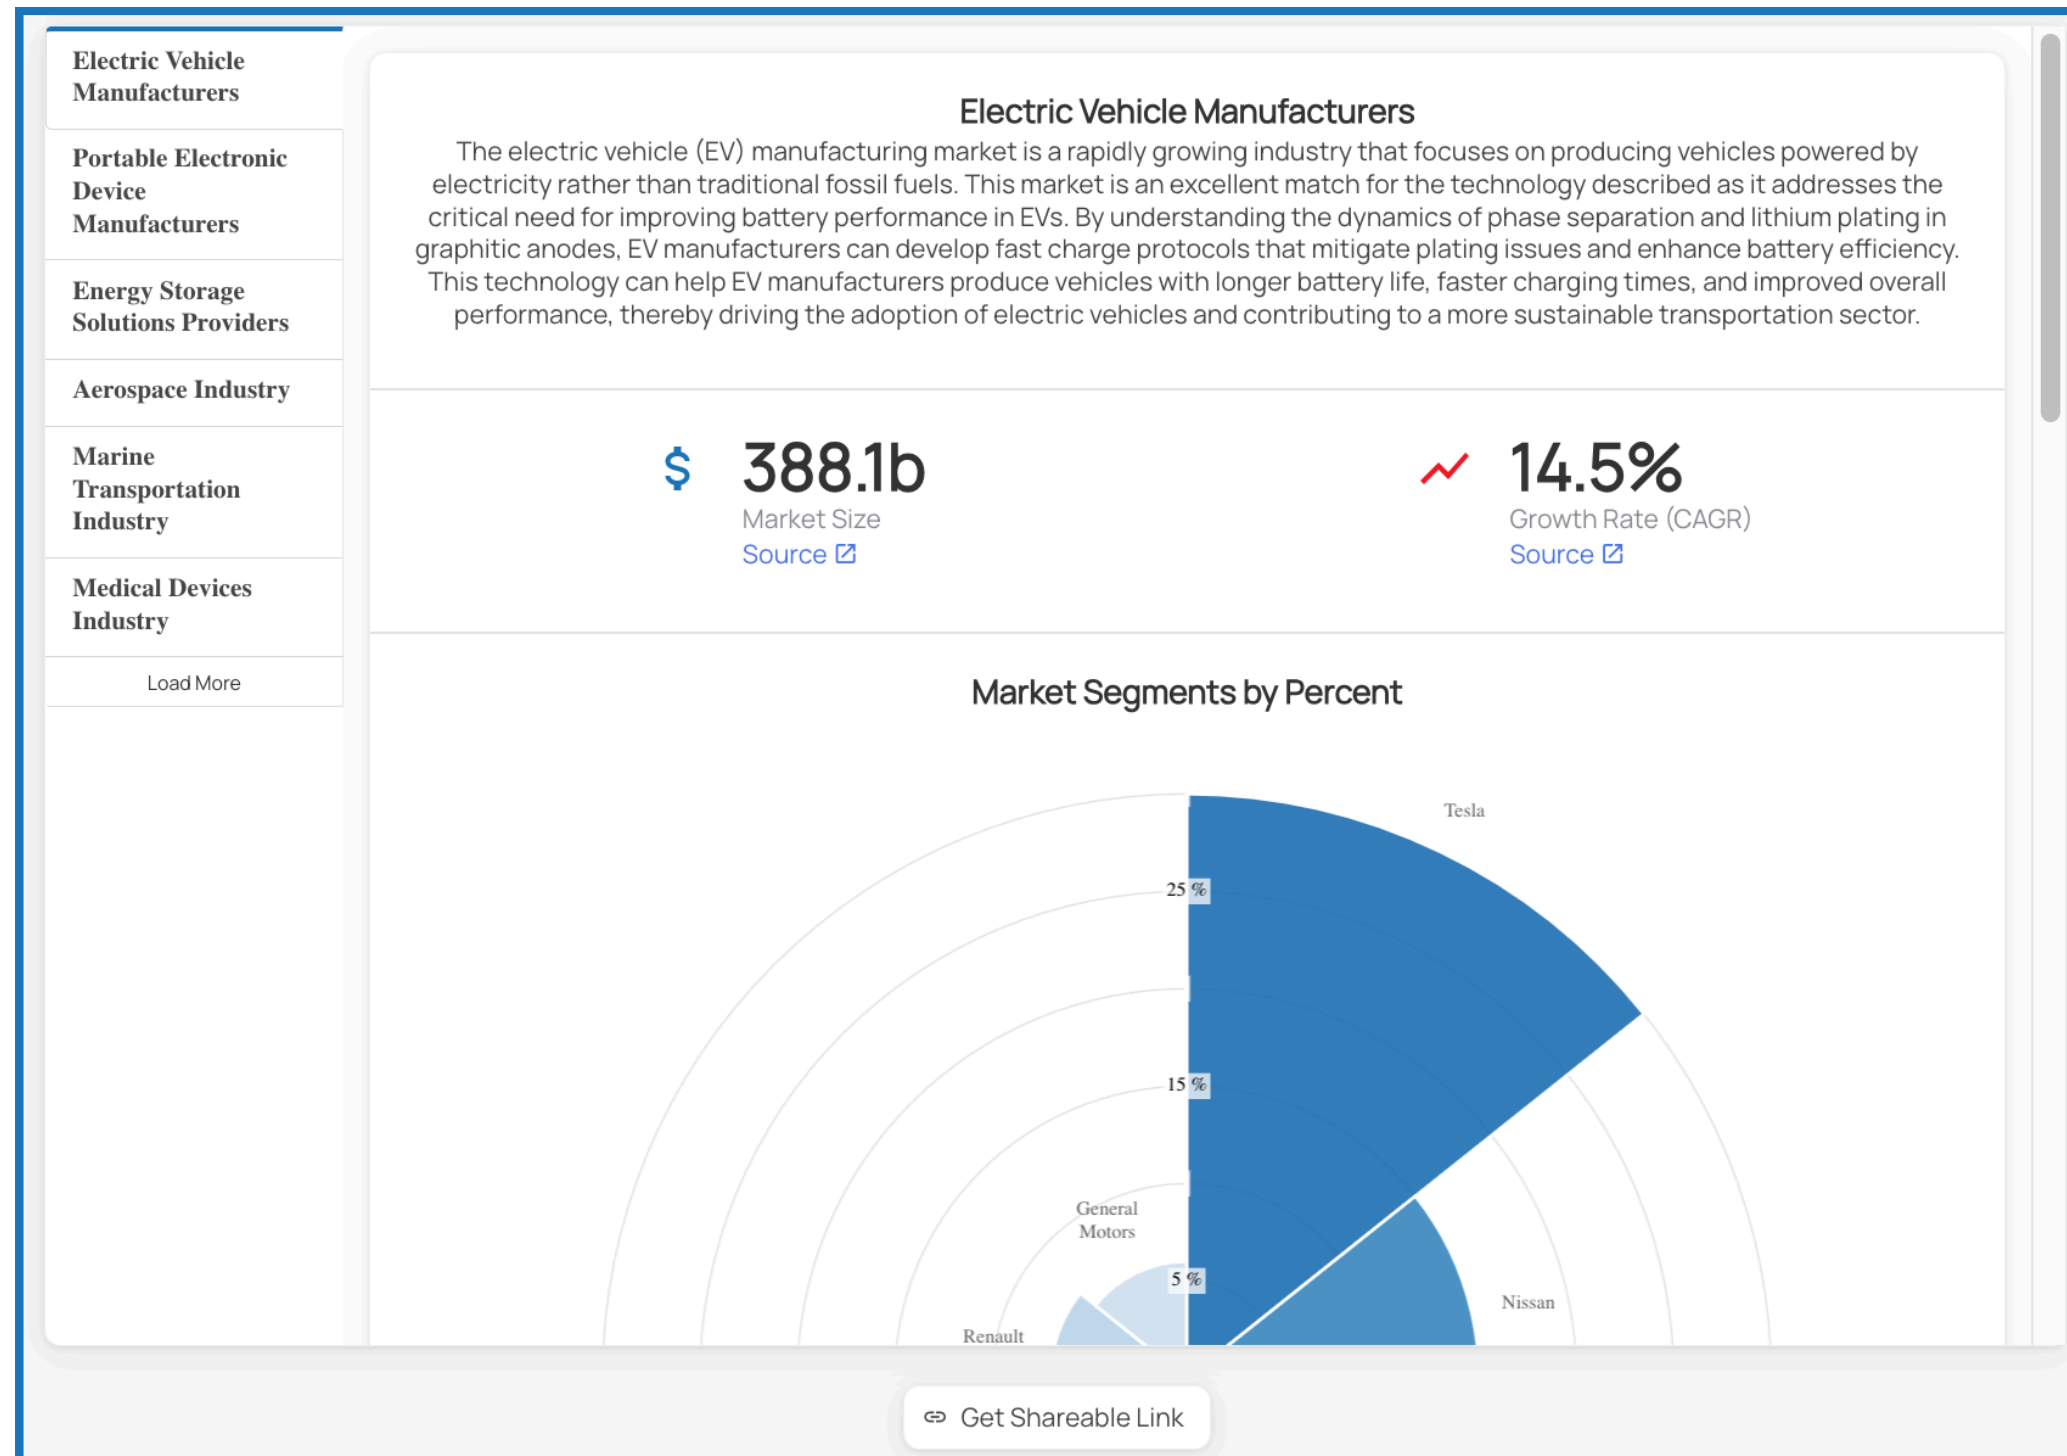 Electric Vehicle
Manufacturers
Portable Electronic
Device
Manufacturers
Energy Storage
Solutions Providers
Aerospace Industry
Marine
Transportation
Industry
Medical Devices
Industry
Load More
Electric Vehicle Manufacturers
The electric vehicle (EV) manufacturing market is a rapidly growing industry that focuses on producing vehicles powered by
electricity rather than traditional fossil fuels. This market is an excellent match for the technology described as it addresses the
critical need for improving battery performance in EVs. By understanding the dynamics of phase separation and lithium plating in
graphitic anodes, EV manufacturers can develop fast charge protocols that mitigate plating issues and enhance battery efficiency.
This technology can help EV manufacturers produce vehicles with longer battery life, faster charging times, and improved overall
performance, thereby driving the adoption of electric vehicles and contributing to a more sustainable transportation sector.
$ 388.1b
Market Size
Source
14.5%
Growth Rate (CAGR)
Source
Market Segments by Percent
Tesla
25 %
15 %
General
Motors
5 %
Nissan
Renault
Get Shareable Link